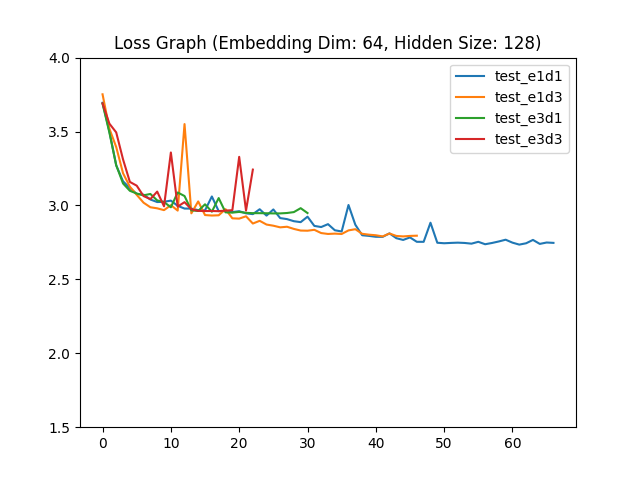 Loss Graph (Embedding Dim: 64, Hidden Size: 128)
4.0
3.5
3.0
2.5
2.0
1.5
0 10 20 30 40 50 60
test_e1d1
test_e1d3
test_e3d1
test_e3d3